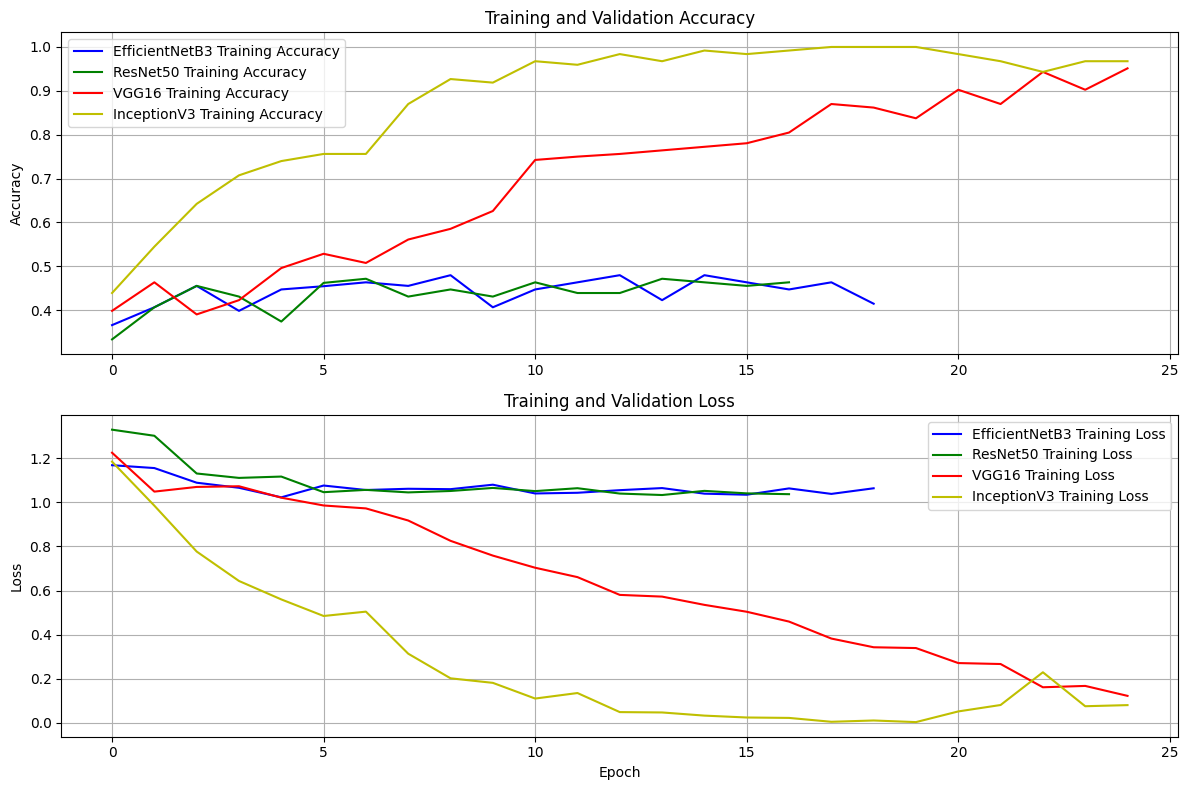 Training and Validation Accuracy
EfficientNetB3 Training Accuracy
ResNet50 Training Accuracy
VGG16 Training Accuracy
InceptionV3 Training Accuracy
Accuracy
1.0
0.9
0.8
0.7
0.6
0.5
0.4
0
5
10
15
20
25
Training and Validation Loss
EfficientNetB3 Training Loss
ResNet50 Training Loss
VGG16 Training Loss
InceptionV3 Training Loss
Loss
1.2
1.0
0.8
0.6
0.4
0.2
0.0
0
5
10
15
20
25
Epoch